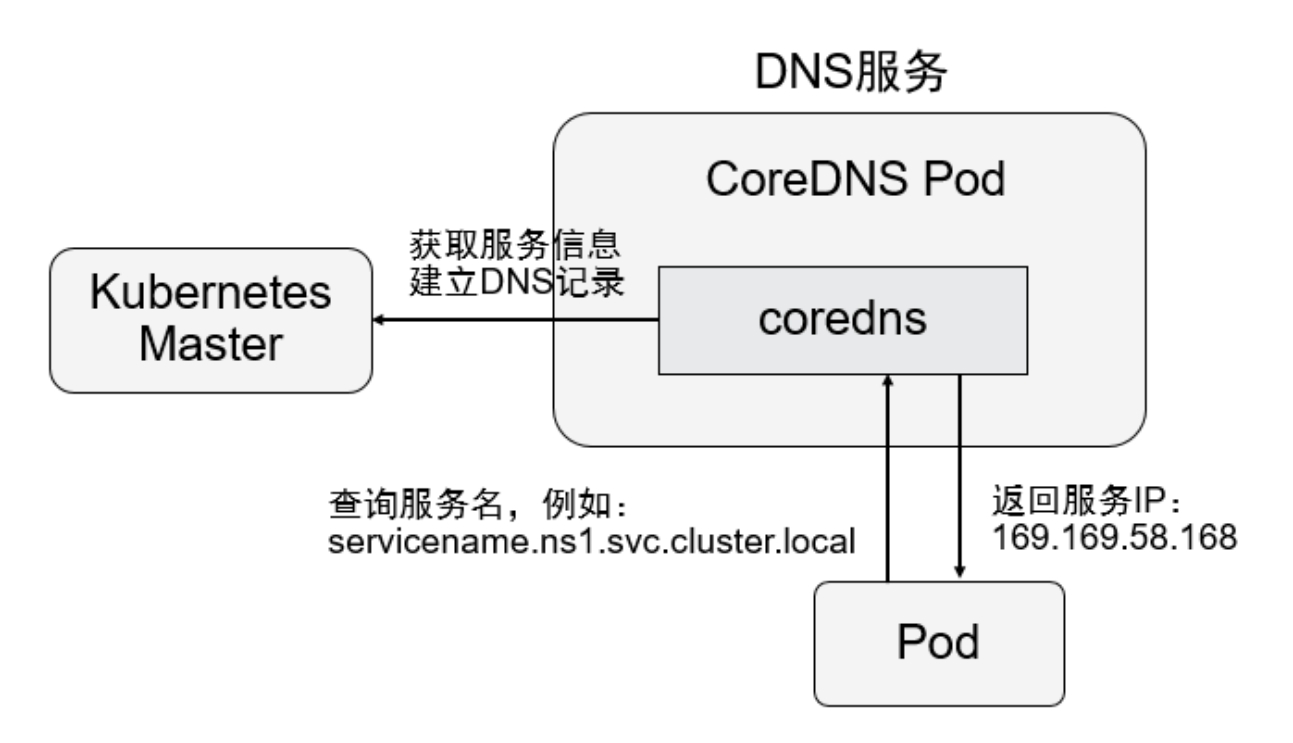 DNS服务
CoreDNS Pod
获取服务信息
建立DNS记录
Kubernetes
Master
coredns
查询服务名，例如：
servicename.ns1.svc.cluster.local
返回服务IP：
169.169.58.168
Pod